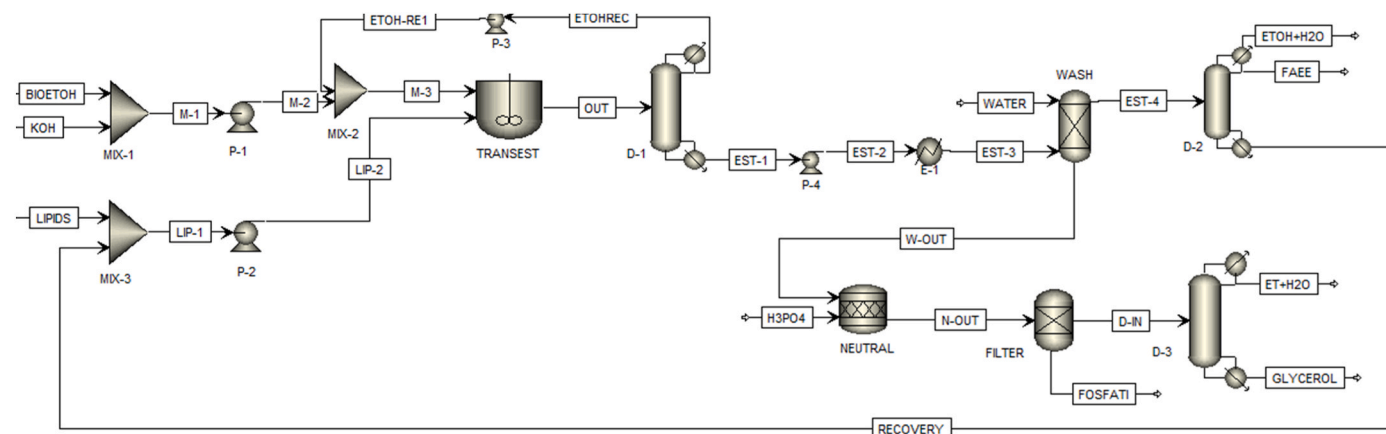 ETOH-RE1
ETOHREC
P-3
ETOH+H2O
FAEE
WASH
BIOETOH
M-2
M-3
WATER
EST-4
KOH
M-1
MIX-2
OUT
MIX-1
P-1
TRANSEST
D-1
D-2
LIP-2
EST-1
EST-2
EST-3
P-4
E-1
LIPIDS
LIP-1
MIX-3
P-2
W-OUT
ET+H2O
H3PO4
N-OUT
D-IN
NEUTRAL
FILTER
D-3
GLYCEROL
FOSFATI
RECOVERY